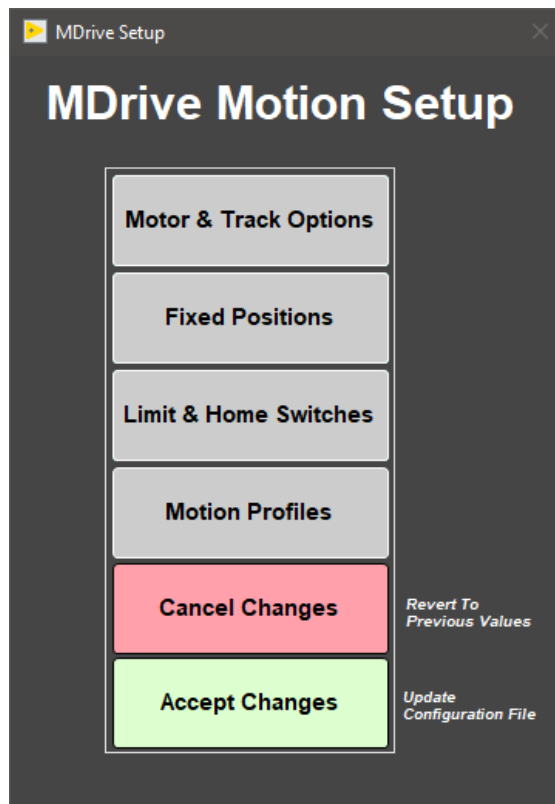 MDrive Setup
MDrive Motion Setup
Motor & Track Options
Fixed Positions
Limit & Home Switches
Motion Profiles
Cancel Changes
Revert To
Previous Values
Accept Changes
Update
Configuration File